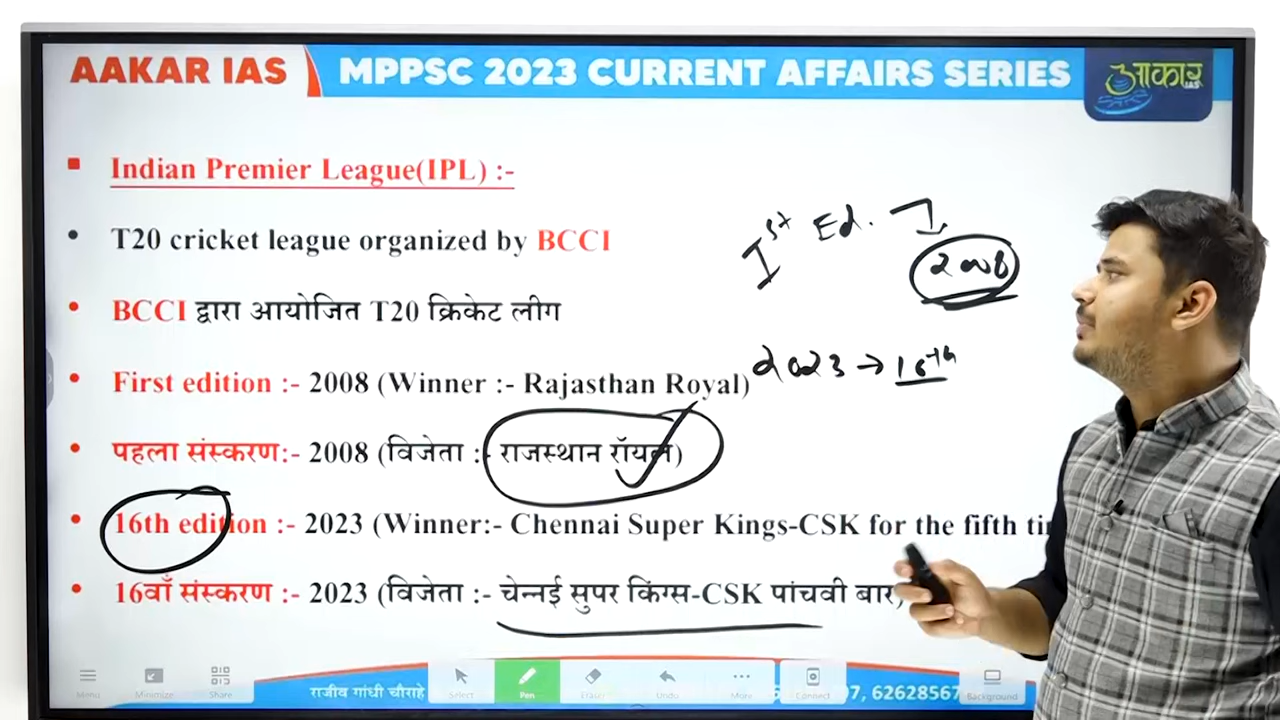 AAKAR IAS
MPPSC 2023 CURRENT AFFAIRS SERIES
आकार
IAS
Indian Premier League(IPL) :-
T20 cricket league organized by BCCI
BCCI द्वारा आयोजित T20 क्रिकेट लीग
First edition :- 2008 (Winner :- Rajasthan Royal)
पहला संस्करण:- 2008 (विजेता :- राजस्थान रॉयल)
16th edition :- 2023 (Winner:- Chennai Super Kings-CSK for the fifth
16वाँ संस्करण :- 2023 (विजेता :- चेन्नई सुपर किंग्स-CSK पांचवी बार)
Ist Ed.
2008
2023 → 16th
Menu Minimize Share Select Pen Eraser Undo More Connect Background
राजीव गांधी चौराहे 62628567